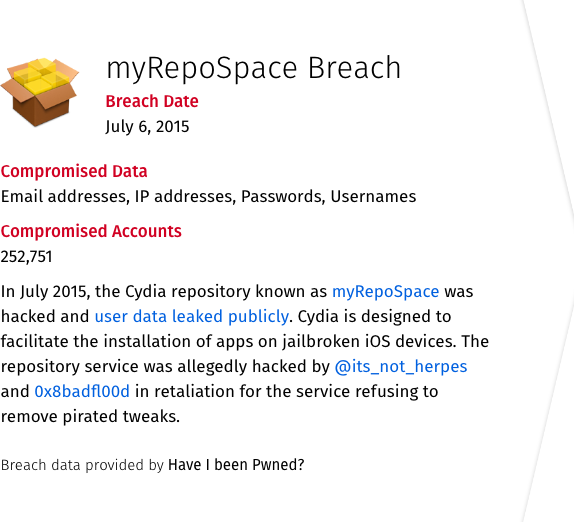 myRepoSpace Breach
Breach Date
July 6, 2015
Compromised Data
Email addresses, IP addresses, Passwords, Usernames
Compromised Accounts
252,751
In July 2015, the Cydia repository known as myRepoSpace was
hacked and user data leaked publicly. Cydia is designed to
facilitate the installation of apps on jailbroken iOS devices. The
repository service was allegedly hacked by @its_not_herpes
and 0x8badfl00d in retaliation for the service refusing to
remove pirated tweaks.
Breach data provided by Have I been Pwned?